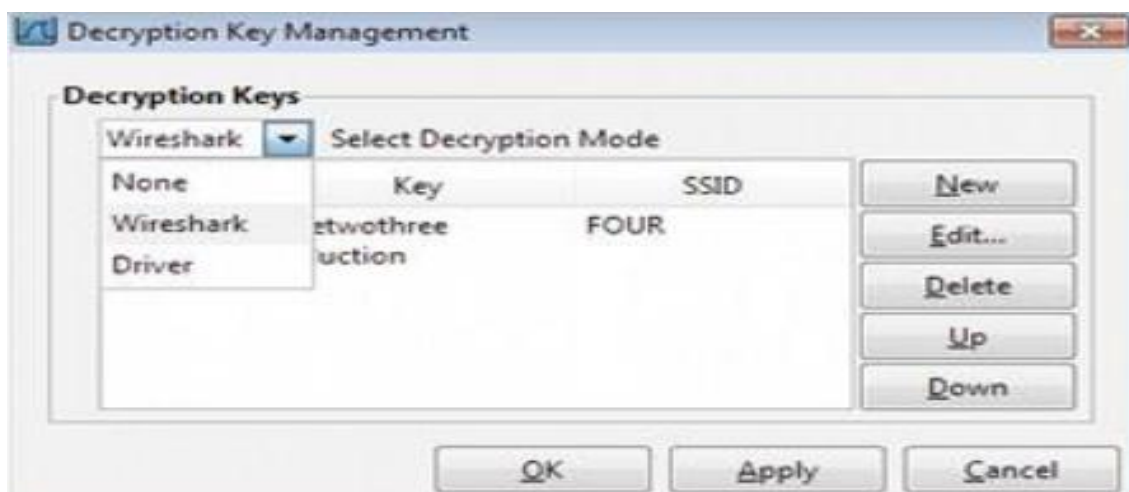 Decryption Key Management
Decryption Keys
Wireshark Select Decryption Mode
None
Wireshark
Driver
Key SSID
etwothree FOUR
uction
New
Edit...
Delete
Up
Down
OK Apply Cancel